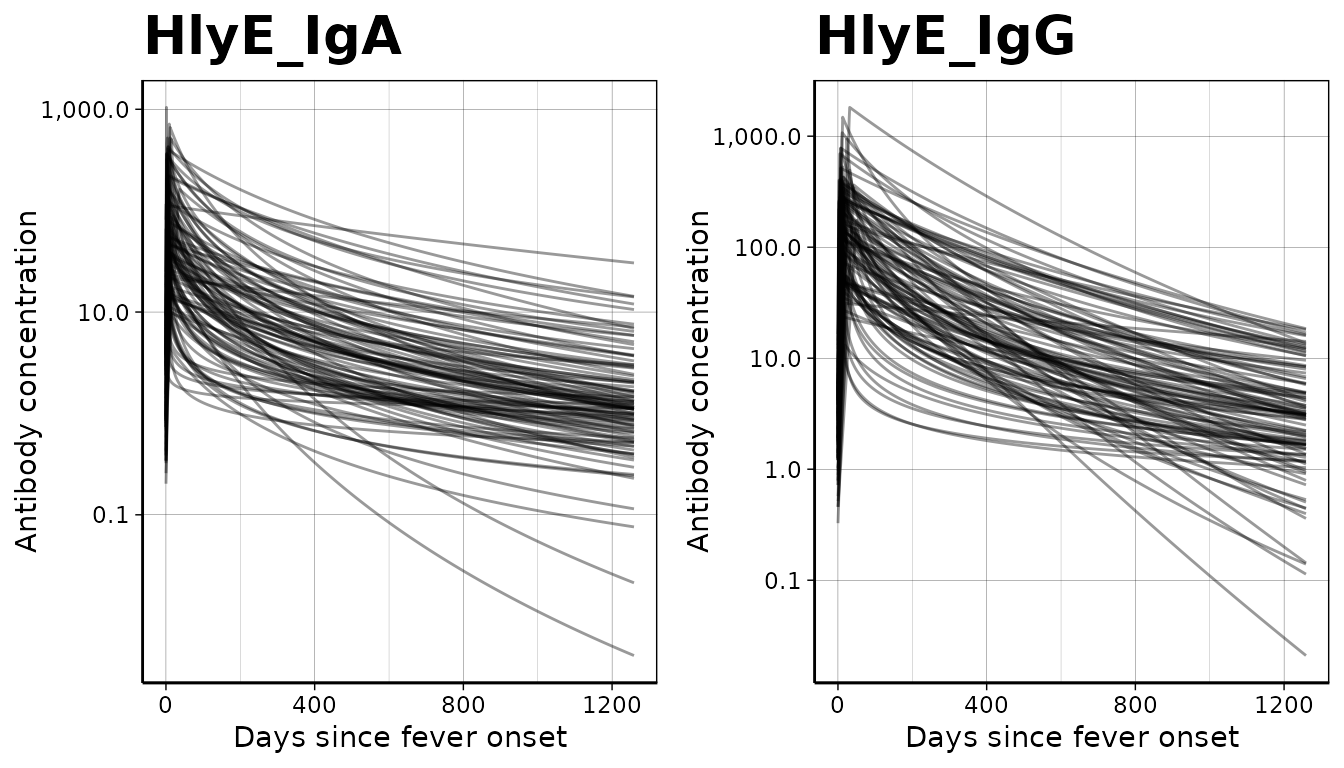 HlyE_IgA
Antibody concentration
1,000.0
10.0
0.1
0 400 800 1200
Days since fever onset
HlyE_IgG
Antibody concentration
1,000.0
100.0
10.0
1.0
0.1
0 400 800 1200
Days since fever onset